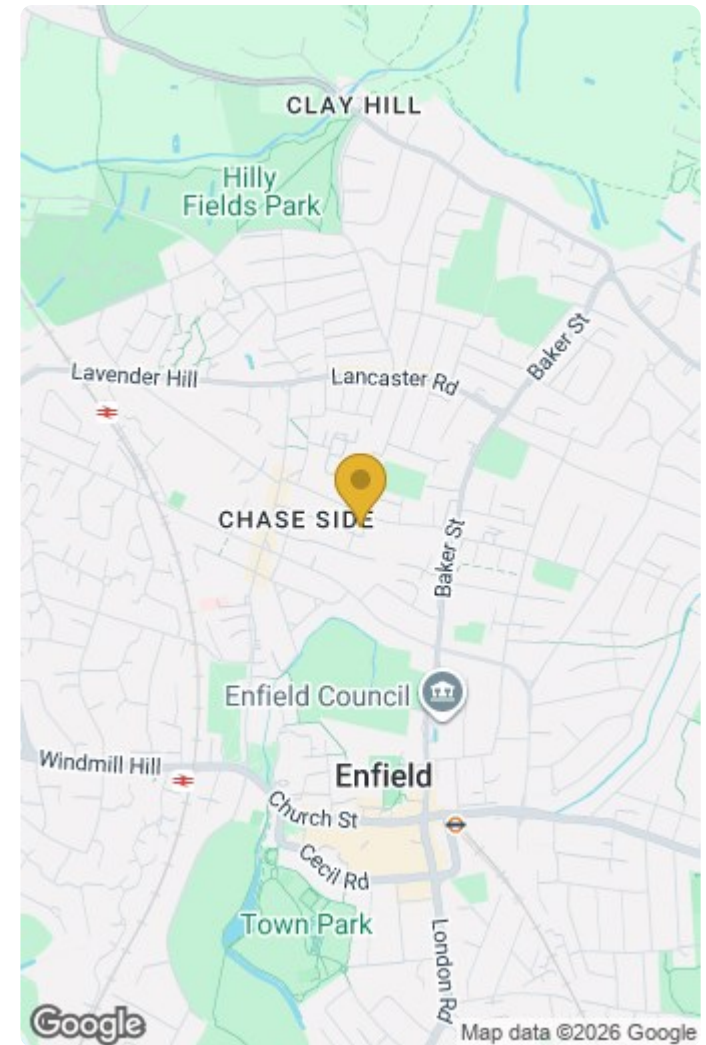 CLAY HILL
Hilly
Fields Park
Baker St
Lavender Hill
Lancaster Rd
CHASE SIDE
Baker St
Enfield Council
Windmill Hill
Enfield
Church St
Cecil Rd
Town Park
London Rd
Google
Map data ©2026 Google